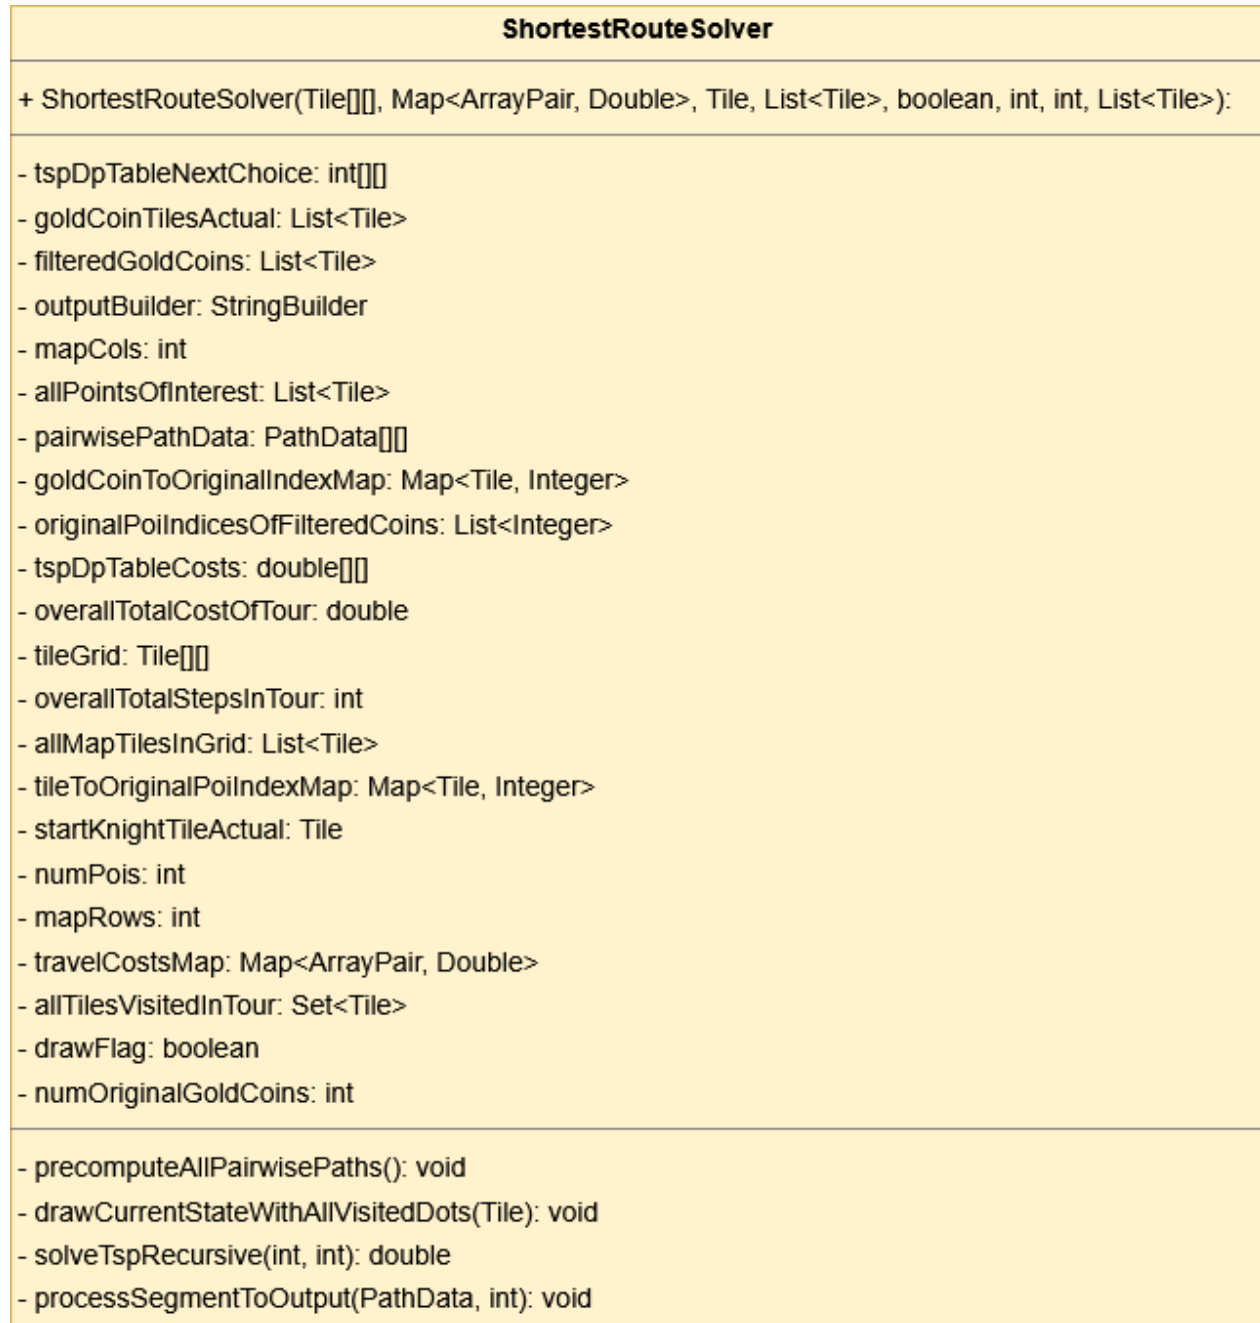 ShortestRouteSolver
+ ShortestRouteSolver(Tile[][], Map<ArrayPair, Double>, Tile, List<Tile>, boolean, int, int, List<Tile>):
- tspDpTableNextChoice: int[][]
- goldCoinTilesActual: List<Tile>
- filteredGoldCoins: List<Tile>
- outputBuilder: StringBuilder
- mapCols: int
- allPointsOfInterest: List<Tile>
- pairwisePathData: PathData[][]
- goldCoinToOriginalIndexMap: Map<Tile, Integer>
- originalPoiIndicesOfFilteredCoins: List<Integer>
- tspDpTableCosts: double[][]
- overallTotalCostOfTour: double
- tileGrid: Tile[][]
- overallTotalStepsInTour: int
- allMapTilesInGrid: List<Tile>
- tileToOriginalPoiIndexMap: Map<Tile, Integer>
- startKnightTileActual: Tile
- numPois: int
- mapRows: int
- travelCostsMap: Map<ArrayPair, Double>
- allTilesVisitedInTour: Set<Tile>
- drawFlag: boolean
- numOriginalGoldCoins: int
- precomputeAllPairwisePaths(): void
- drawCurrentStateWithAllVisitedDots(Tile): void
- solveTspRecursive(int, int): double
- processSegmentToOutput(PathData, int): void